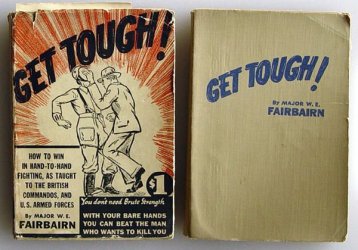 GET TOUGH!
HOW TO WIN
IN HAND-TO-HAND
FIGHTING, AS TAUGHT
TO THE BRITISH
COMMANDOS, AND
U.S. ARMED FORCES
By MAJOR W. E.
FAIRBAIRN
$1
You don't need Brute Strength,
WITH YOUR BARE HANDS
YOU CAN BEAT THE MAN
WHO WANTS TO KILL YOU
GET TOUGH!
By MAJOR W. E.
FAIRBAIRN